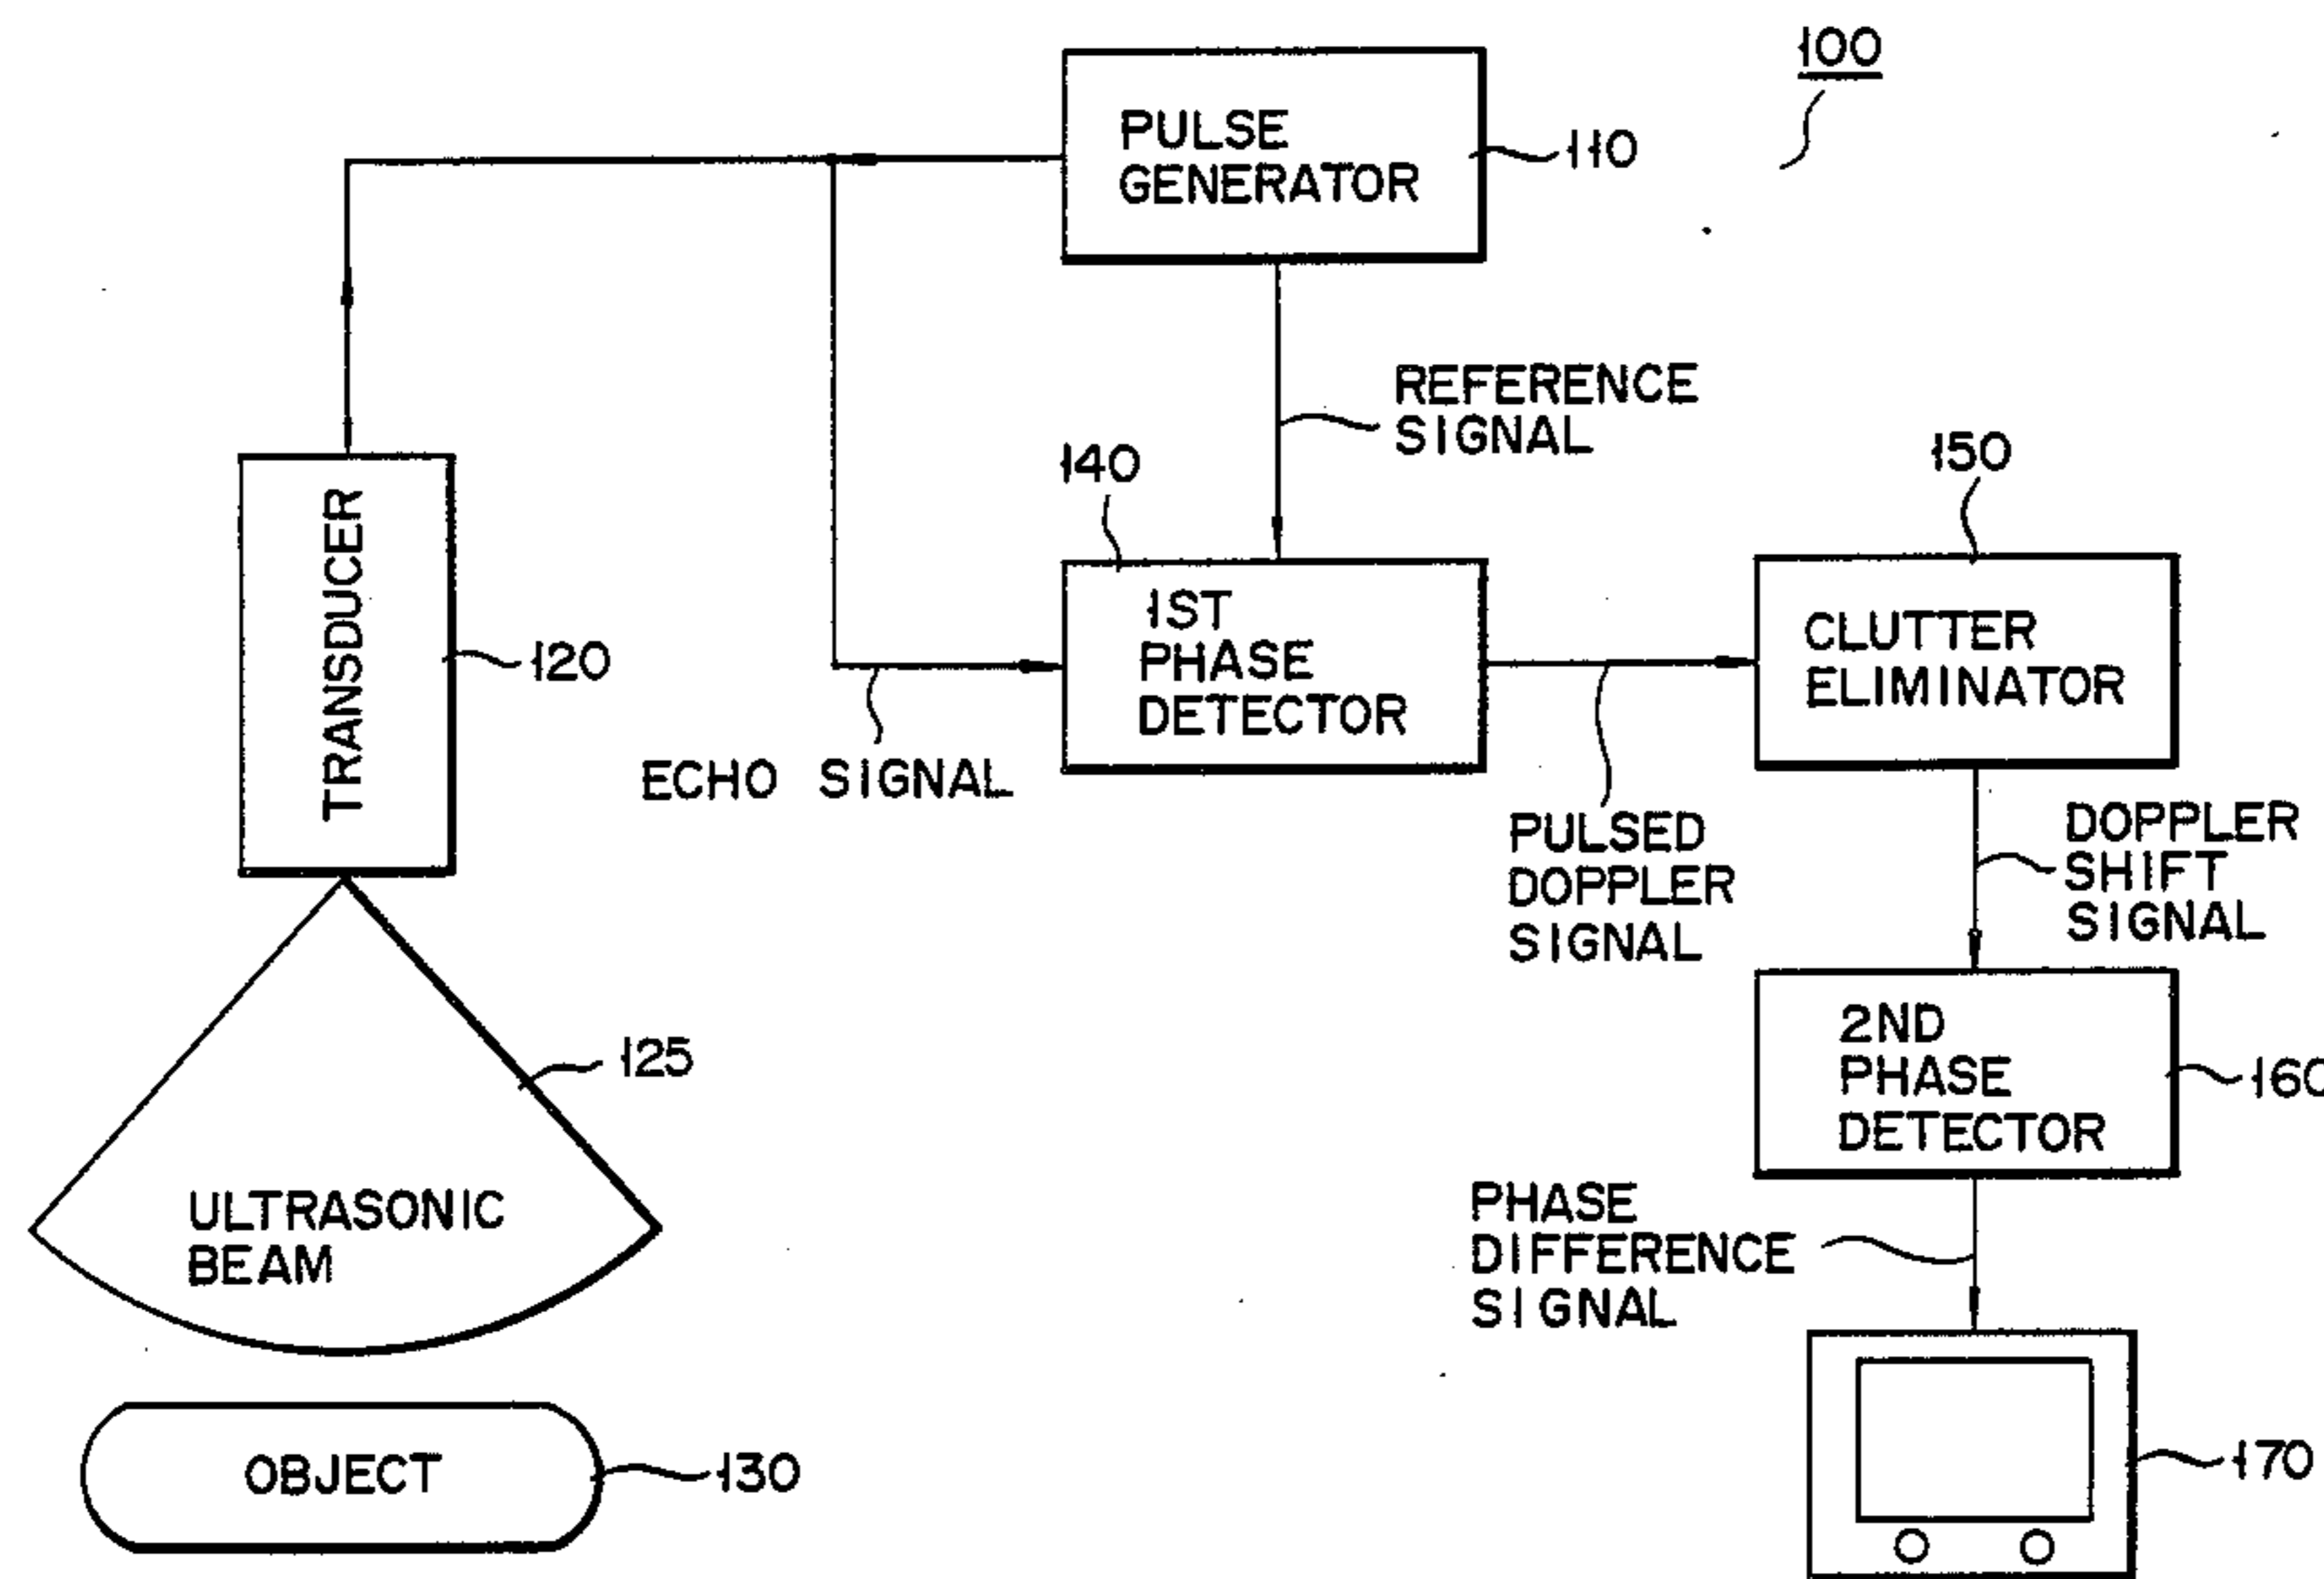 100
PULSE
GENERATOR
110
REFERENCE
SIGNAL
140
150
TRANSDUCER
120
1ST
PHASE
DETECTOR
CLUTTER
ELIMINATOR
ECHO SIGNAL
PULSED
DOPPLER
SIGNAL
DOPPLER
SHIFT
SIGNAL
125
2ND
PHASE
DETECTOR
160
ULTRASONIC
BEAM
PHASE
DIFFERENCE
SIGNAL
OBJECT
130
170